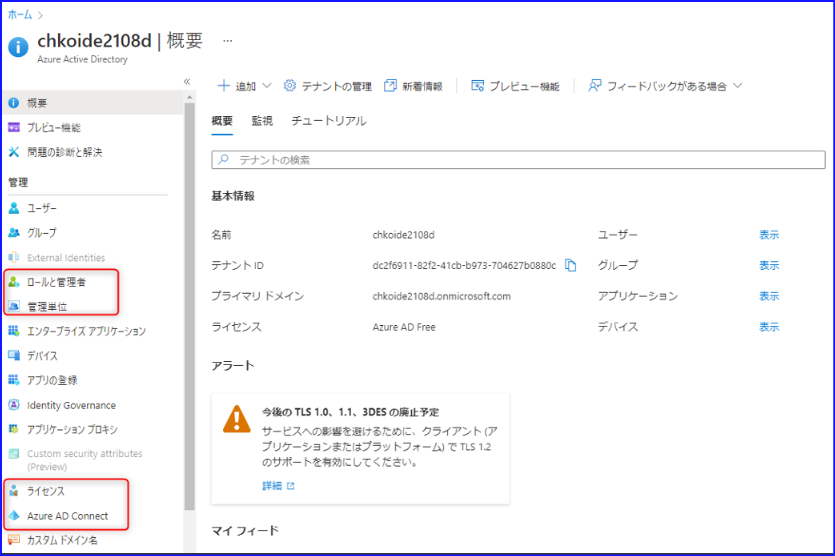 ホーム >
chkoide2108d | 概要 ...
Azure Active Directory
«
概要
プレビュー機能
問題の診断と解決
管理
ユーザー
グループ
External Identities
ロールと管理者
管理単位
エンタープライズ アプリケーション
デバイス
アプリの登録
Identity Governance
アプリケーション プロキシ
Custom security attributes
(Preview)
ライセンス
Azure AD Connect
カスタム ドメイン名
追加 テナントの管理 新着情報 プレビュー機能 フィードバックがある場合
概要 監視 チュートリアル
テナントの検索
基本情報
名前 chkoide2108d ユーザー 表示
テナント ID dc2f6911-82f2-41cb-b973-704627b0880c グループ 表示
プライマリ ドメイン chkoide2108d.onmicrosoft.com アプリケーション 表示
ライセンス Azure AD Free デバイス 表示
アラート
今後の TLS 1.0、1.1、3DES の廃止予定
サービスへの影響を避けるために、クライアント (ア
プリケーションまたはプラットフォーム) で TLS 1.2
のサポートを有効にしてください。
詳細
マイ フィード